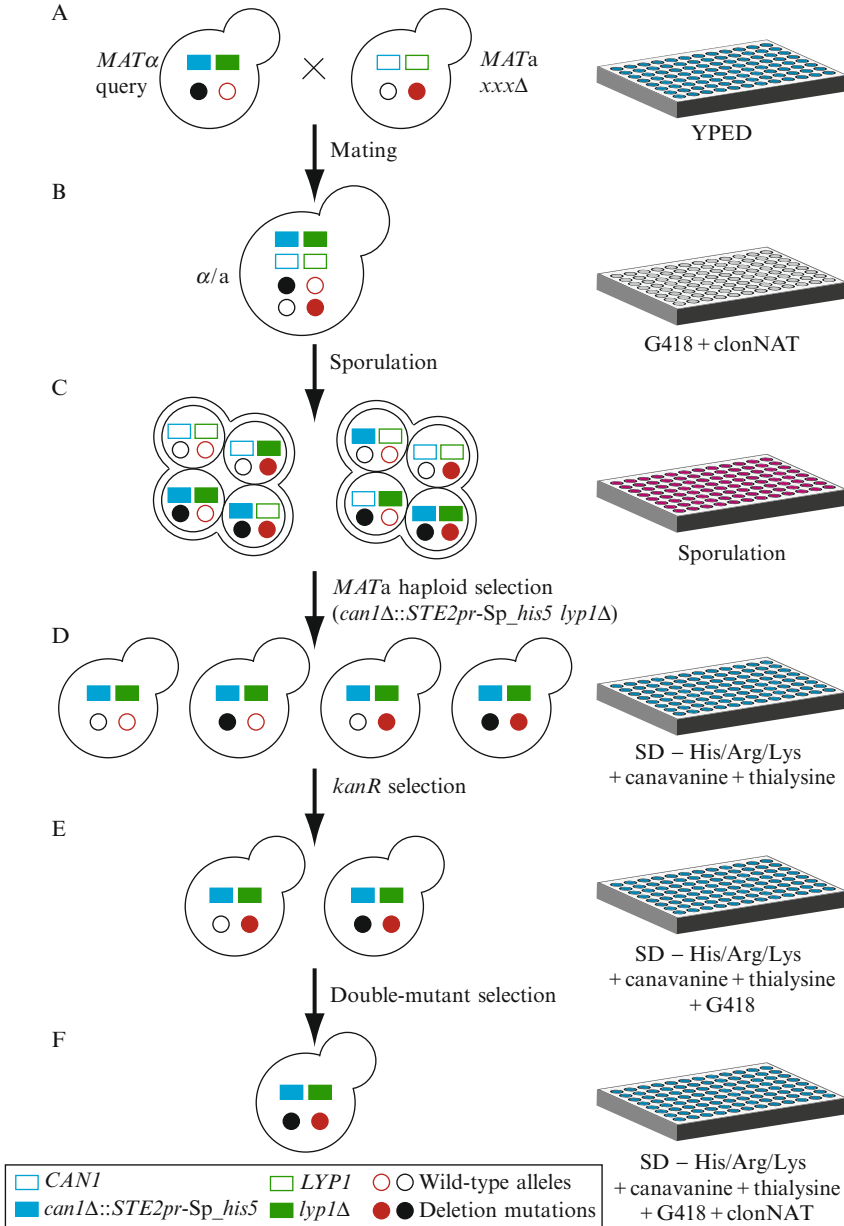 A
MATα
query
MATa
xxxΔ
YPED
Mating
B
α/a
G418 + clonNAT
Sporulation
C
Sporulation
MATa haploid selection
(can1Δ::STE2pr-Sp_his5 lyp1Δ)
D
SD – His/Arg/Lys
+ canavanine + thialysine
kanR selection
E
SD – His/Arg/Lys
+ canavanine + thialysine
+ G418
Double-mutant selection
F
SD – His/Arg/Lys
+ canavanine + thialysine
+ G418 + clonNAT
CAN1 LYP1 Wild-type alleles
can1Δ::STE2pr-Sp_his5 lyp1Δ Deletion mutations